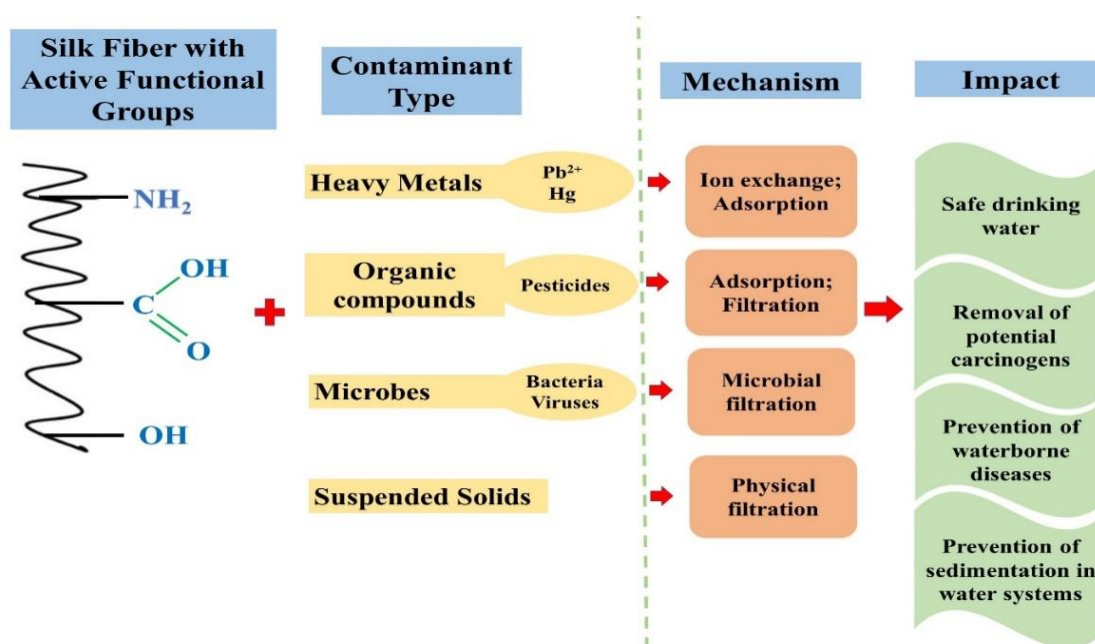 Silk Fiber with
Active Functional
Groups
NH₂
OH
C
O
OH
Contaminant
Type
Heavy Metals
Pb²⁺
Hg
Organic
compounds
Pesticides
Microbes
Bacteria
Viruses
Suspended Solids
Mechanism
Ion exchange;
Adsorption
Adsorption;
Filtration
Microbial
filtration
Physical
filtration
Impact
Safe drinking
water
Removal of
potential
carcinogens
Prevention of
waterborne
diseases
Prevention of
sedimentation in
water systems